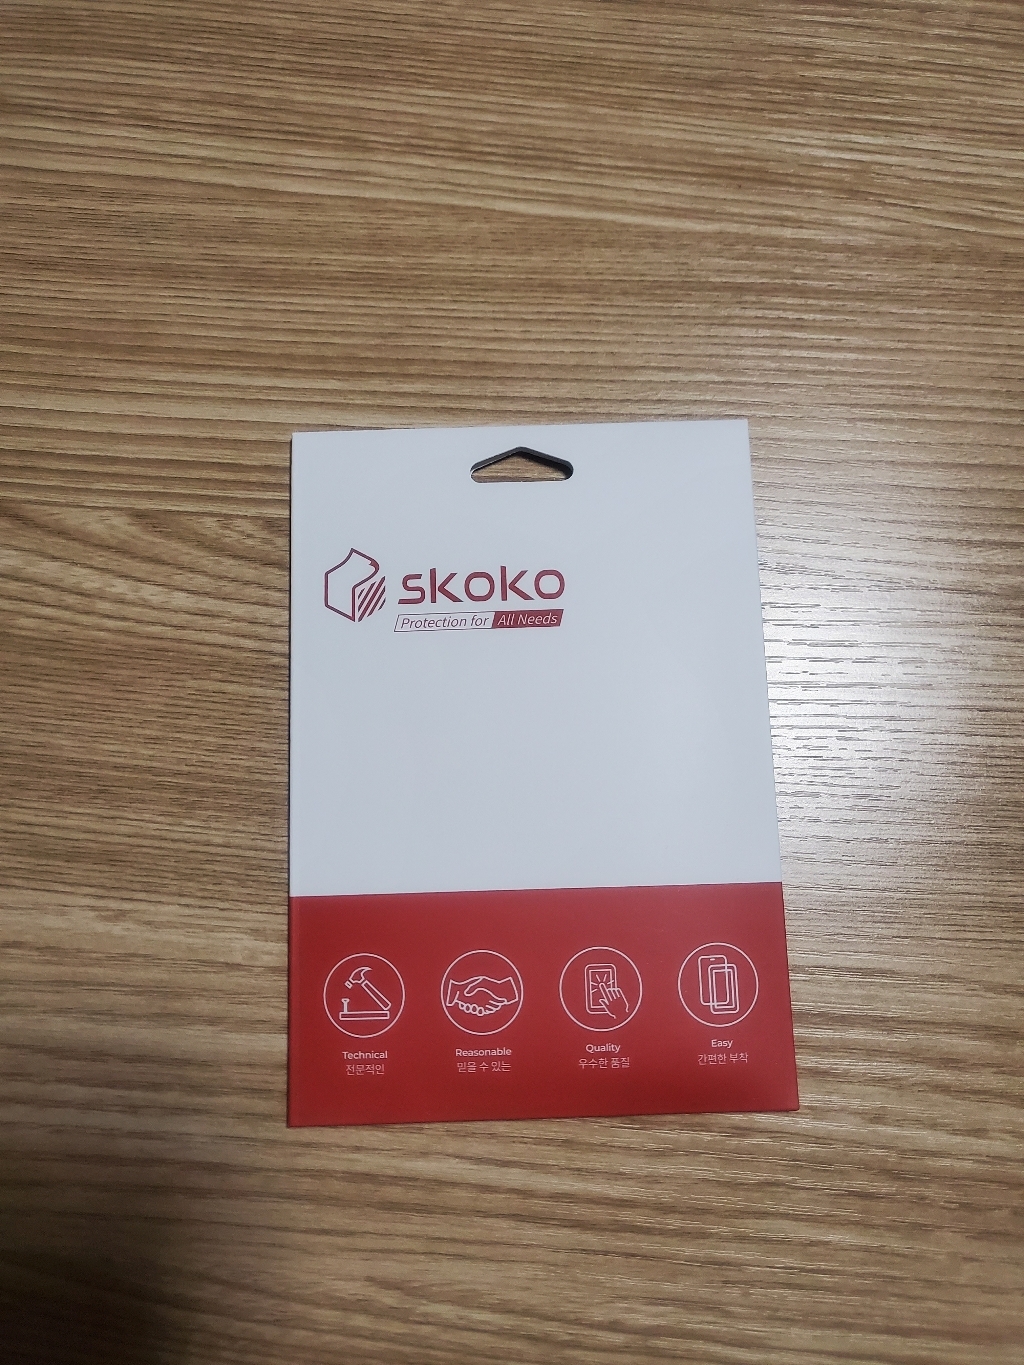 SKOKO
Protection for All Needs
Technical
전문적인
Reasonable
믿을 수 있는
Quality
우수한 품질
Easy
간편한 부착